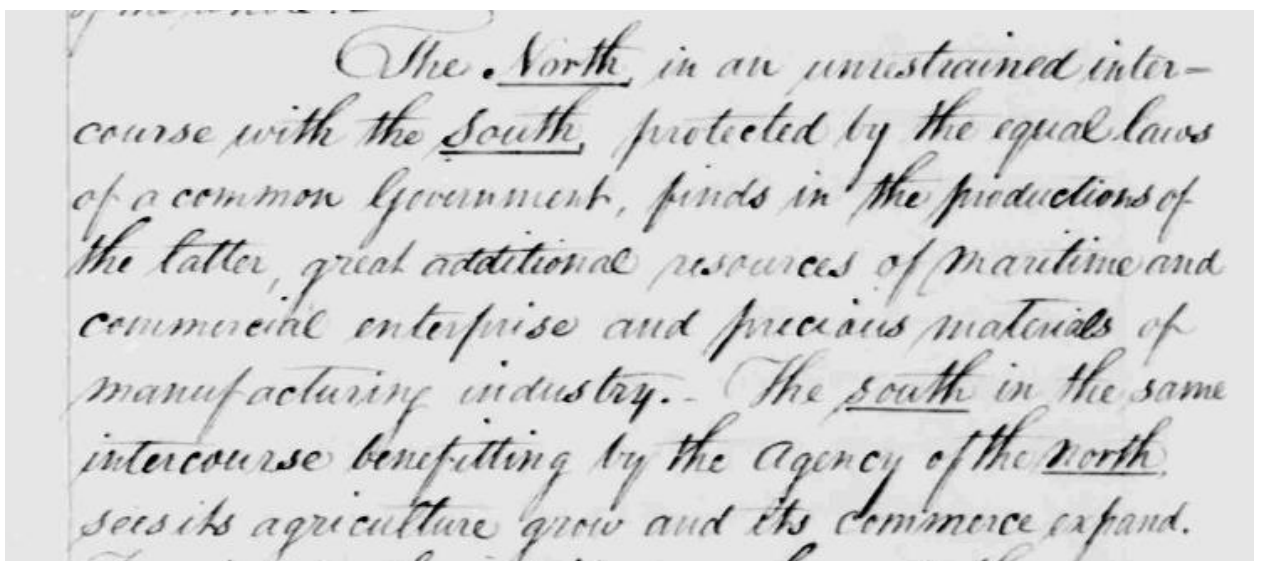 of the whole
The North, in an unrestrained inter-
course with the South, protected by the equal laws
of a common Government, finds in the productions of
the latter, great additional resources of maritime and
commercial enterprise and precious materials of
manufacturing industry.- The south in the same
intercourse benefitting by the agency of the north,
sees its agriculture grow and its commerce expand.